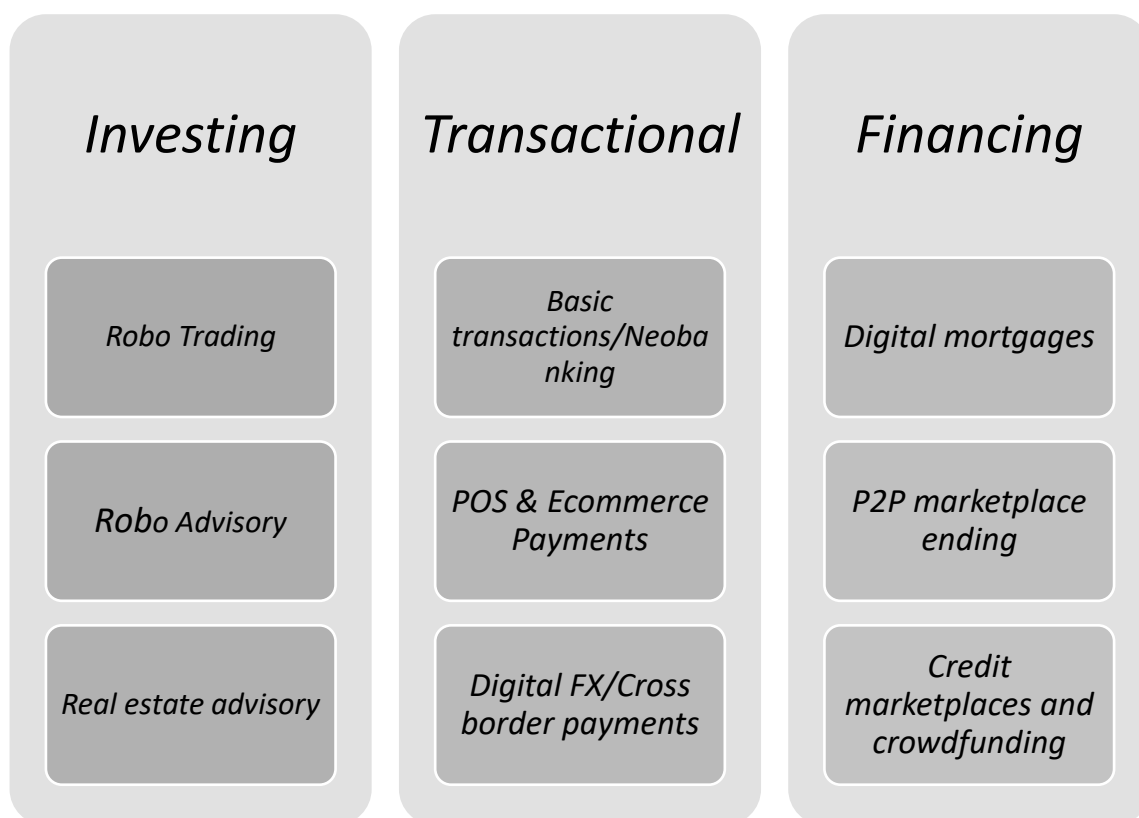 Investing
Robo Trading
Robo Advisory
Real estate advisory
Transactional
Basic
transactions/Neoba
nking
POS & Ecommerce
Payments
Digital FX/Cross
border payments
Financing
Digital mortgages
P2P marketplace
ending
Credit
marketplaces and
crowdfunding